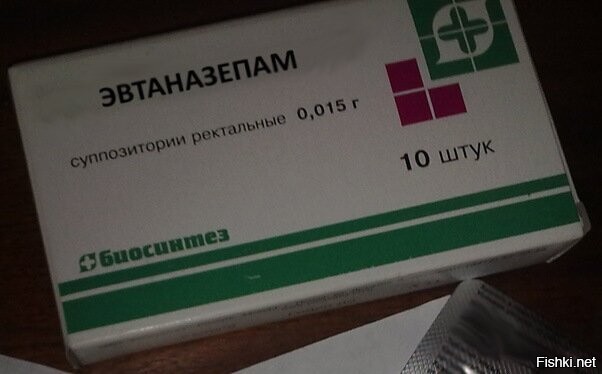 ЭВТАНАЗЕПАМ
суппозитории ректальные 0,015 г
10 штук
биосинтез
Fishki.net